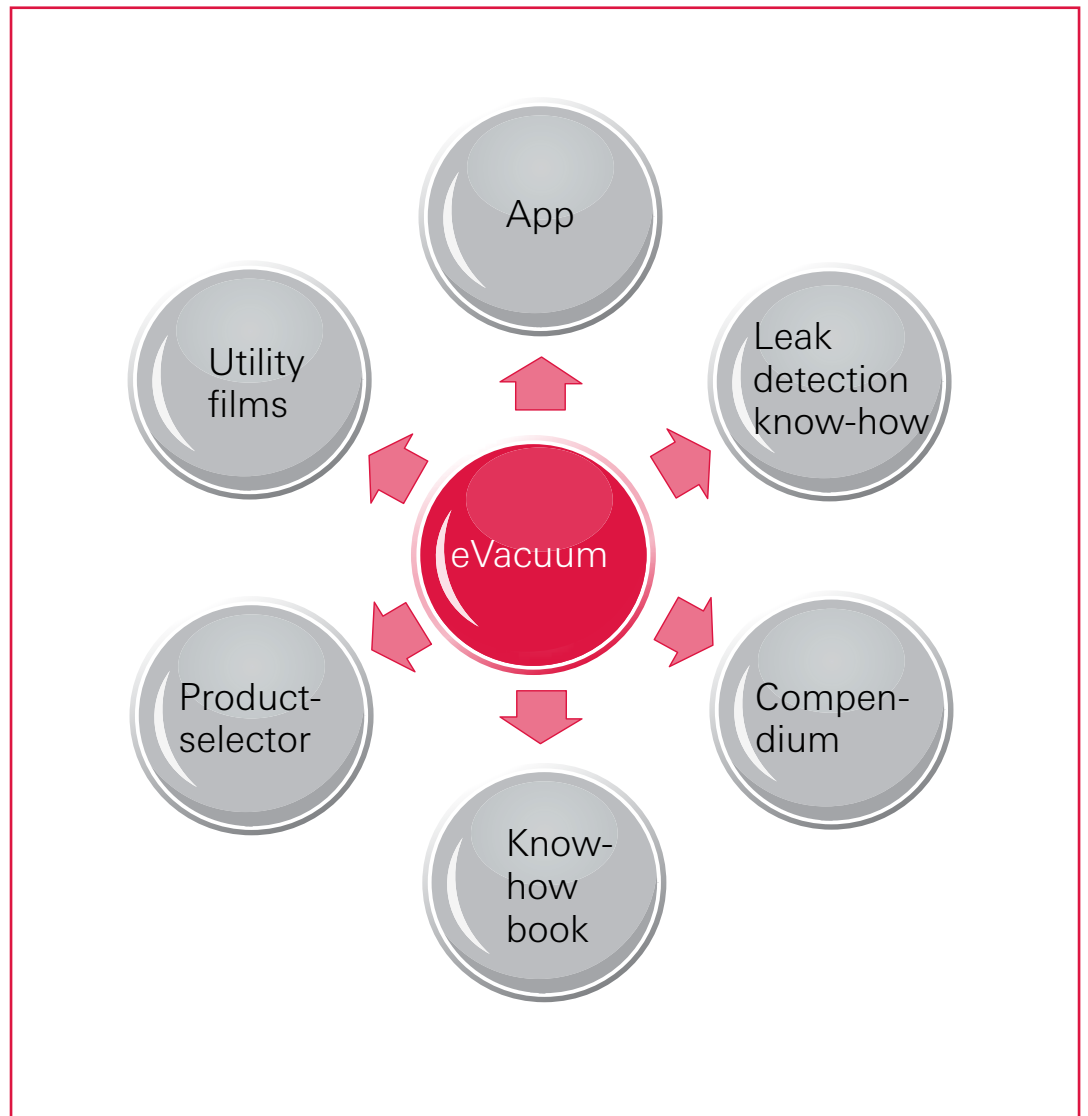 App
Utility
films
Leak
detection
know-how
eVacuum
Product-
selector
Compen-
dium
Know-
how
book